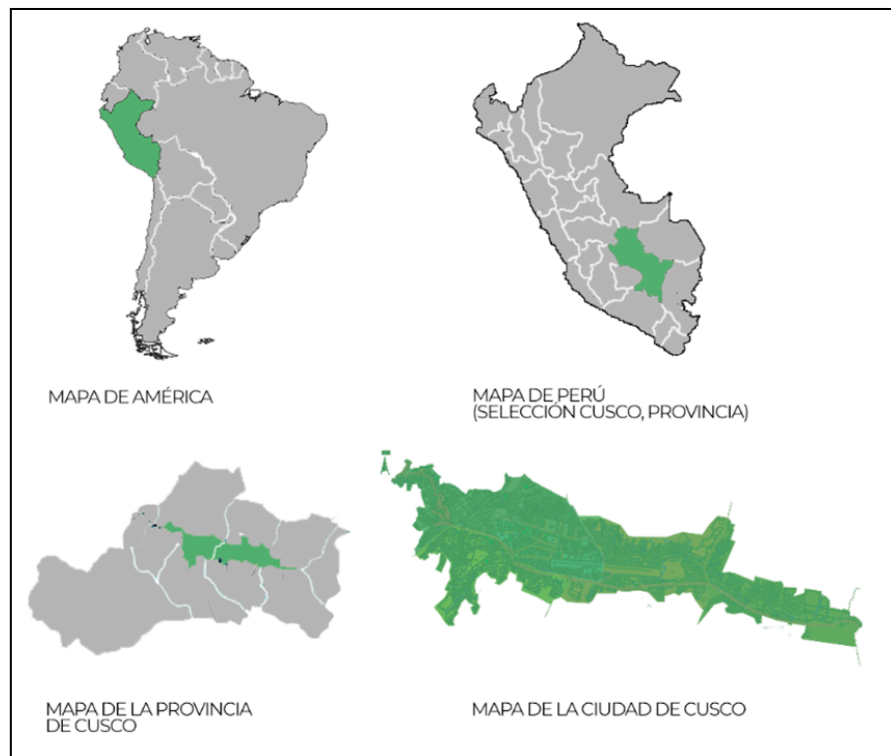 MAPA DE AMÉRICA
MAPA DE PERÚ
(SELECCIÓN CUSCO, PROVINCIA)
MAPA DE LA PROVINCIA
DE CUSCO
MAPA DE LA CIUDAD DE CUSCO